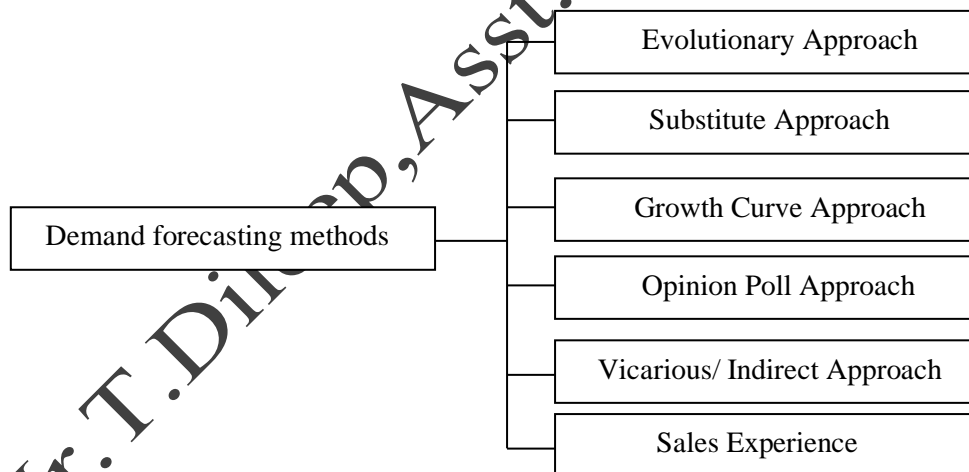 Evolutionary Approach
Substitute Approach
Growth Curve Approach
Demand forecasting methods
Opinion Poll Approach
Vicarious/ Indirect Approach
Sales Experience